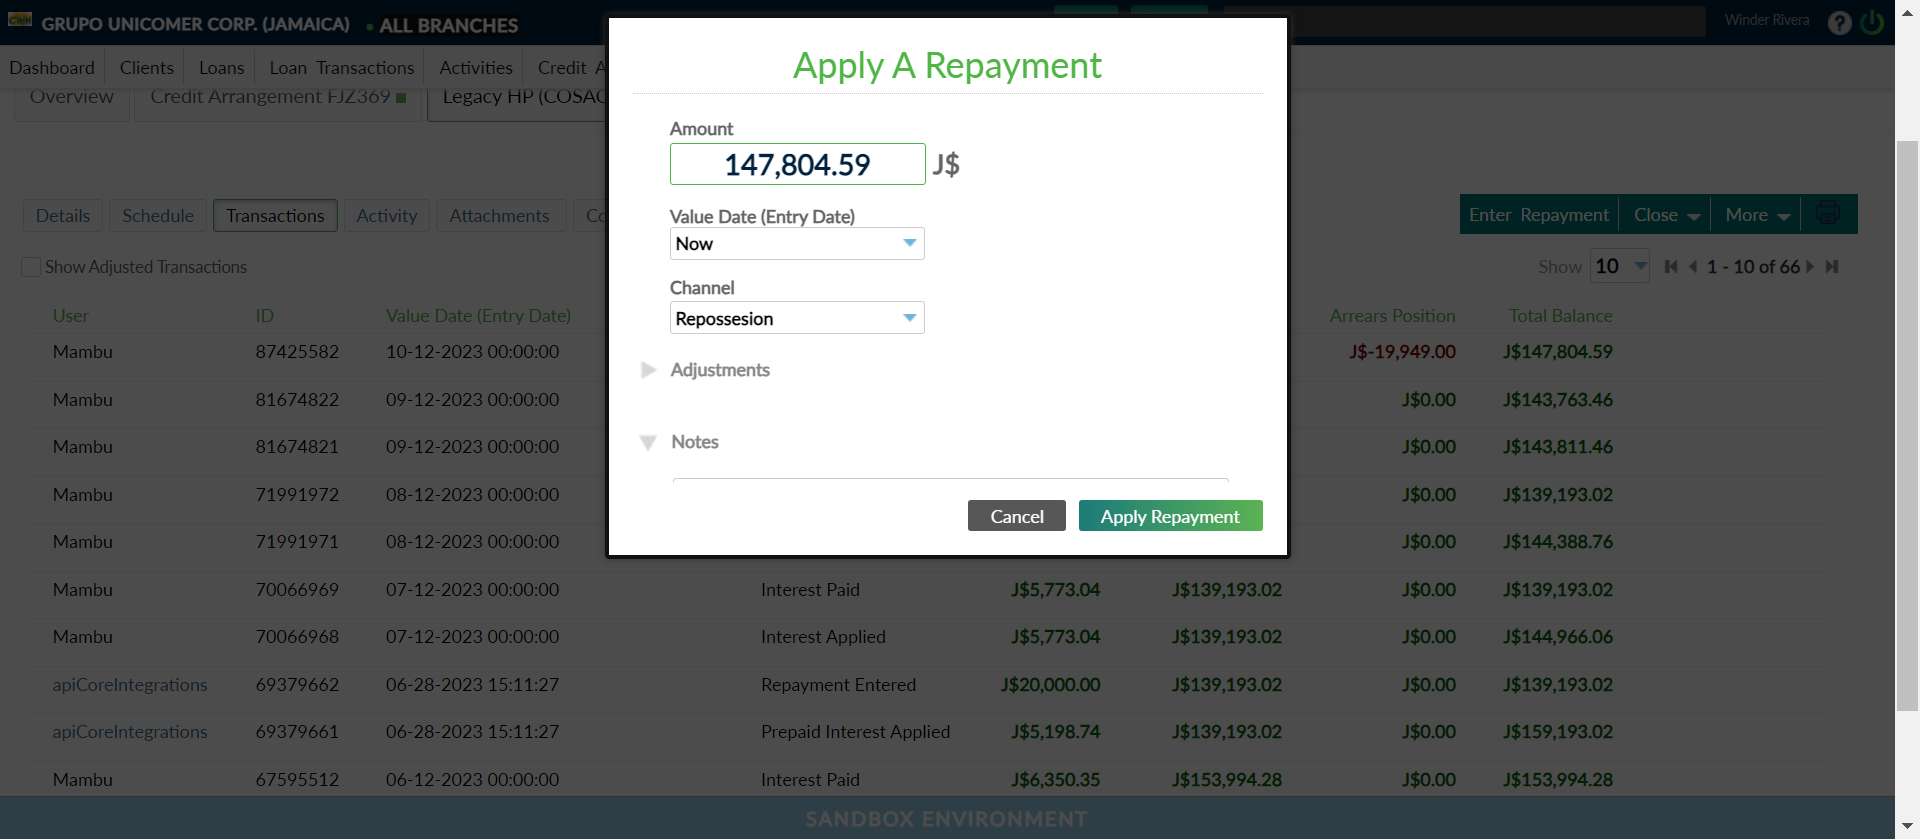 GRUPO UNICOMER CORP. (JAMAICA) • ALL BRANCHES
Winder Rivera ?
Dashboard Clients Loans Loan Transactions Activities Credit A
Overview Credit Arrangement FJZ369 Legacy HP (COSAC
Apply A Repayment
Amount
147,804.59 J$
Value Date (Entry Date)
Now
Channel
Repossesion
Adjustments
Notes
Cancel Apply Repayment
Details Schedule Transactions Activity Attachments Co
Enter Repayment Close More
Show Adjusted Transactions
Show 10 1 - 10 of 66
User ID Value Date (Entry Date) Arrears Position Total Balance
Mambu 87425582 10-12-2023 00:00:00 J$-19,949.00 J$147,804.59
Mambu 81674822 09-12-2023 00:00:00 J$0.00 J$143,763.46
Mambu 81674821 09-12-2023 00:00:00 J$0.00 J$143,811.46
Mambu 71991972 08-12-2023 00:00:00 J$0.00 J$139,193.02
Mambu 71991971 08-12-2023 00:00:00 J$0.00 J$144,388.76
Mambu 70066969 07-12-2023 00:00:00 Interest Paid J$5,773.04 J$139,193.02 J$0.00 J$139,193.02
Mambu 70066968 07-12-2023 00:00:00 Interest Applied J$5,773.04 J$139,193.02 J$0.00 J$144,966.06
apiCoreIntegrations 69379662 06-28-2023 15:11:27 Repayment Entered J$20,000.00 J$139,193.02 J$0.00 J$139,193.02
apiCoreIntegrations 69379661 06-28-2023 15:11:27 Prepaid Interest Applied J$5,198.74 J$139,193.02 J$0.00 J$159,193.02
Mambu 67595512 06-12-2023 00:00:00 Interest Paid J$6,350.35 J$153,994.28 J$0.00 J$153,994.28
SANDBOX ENVIRONMENT